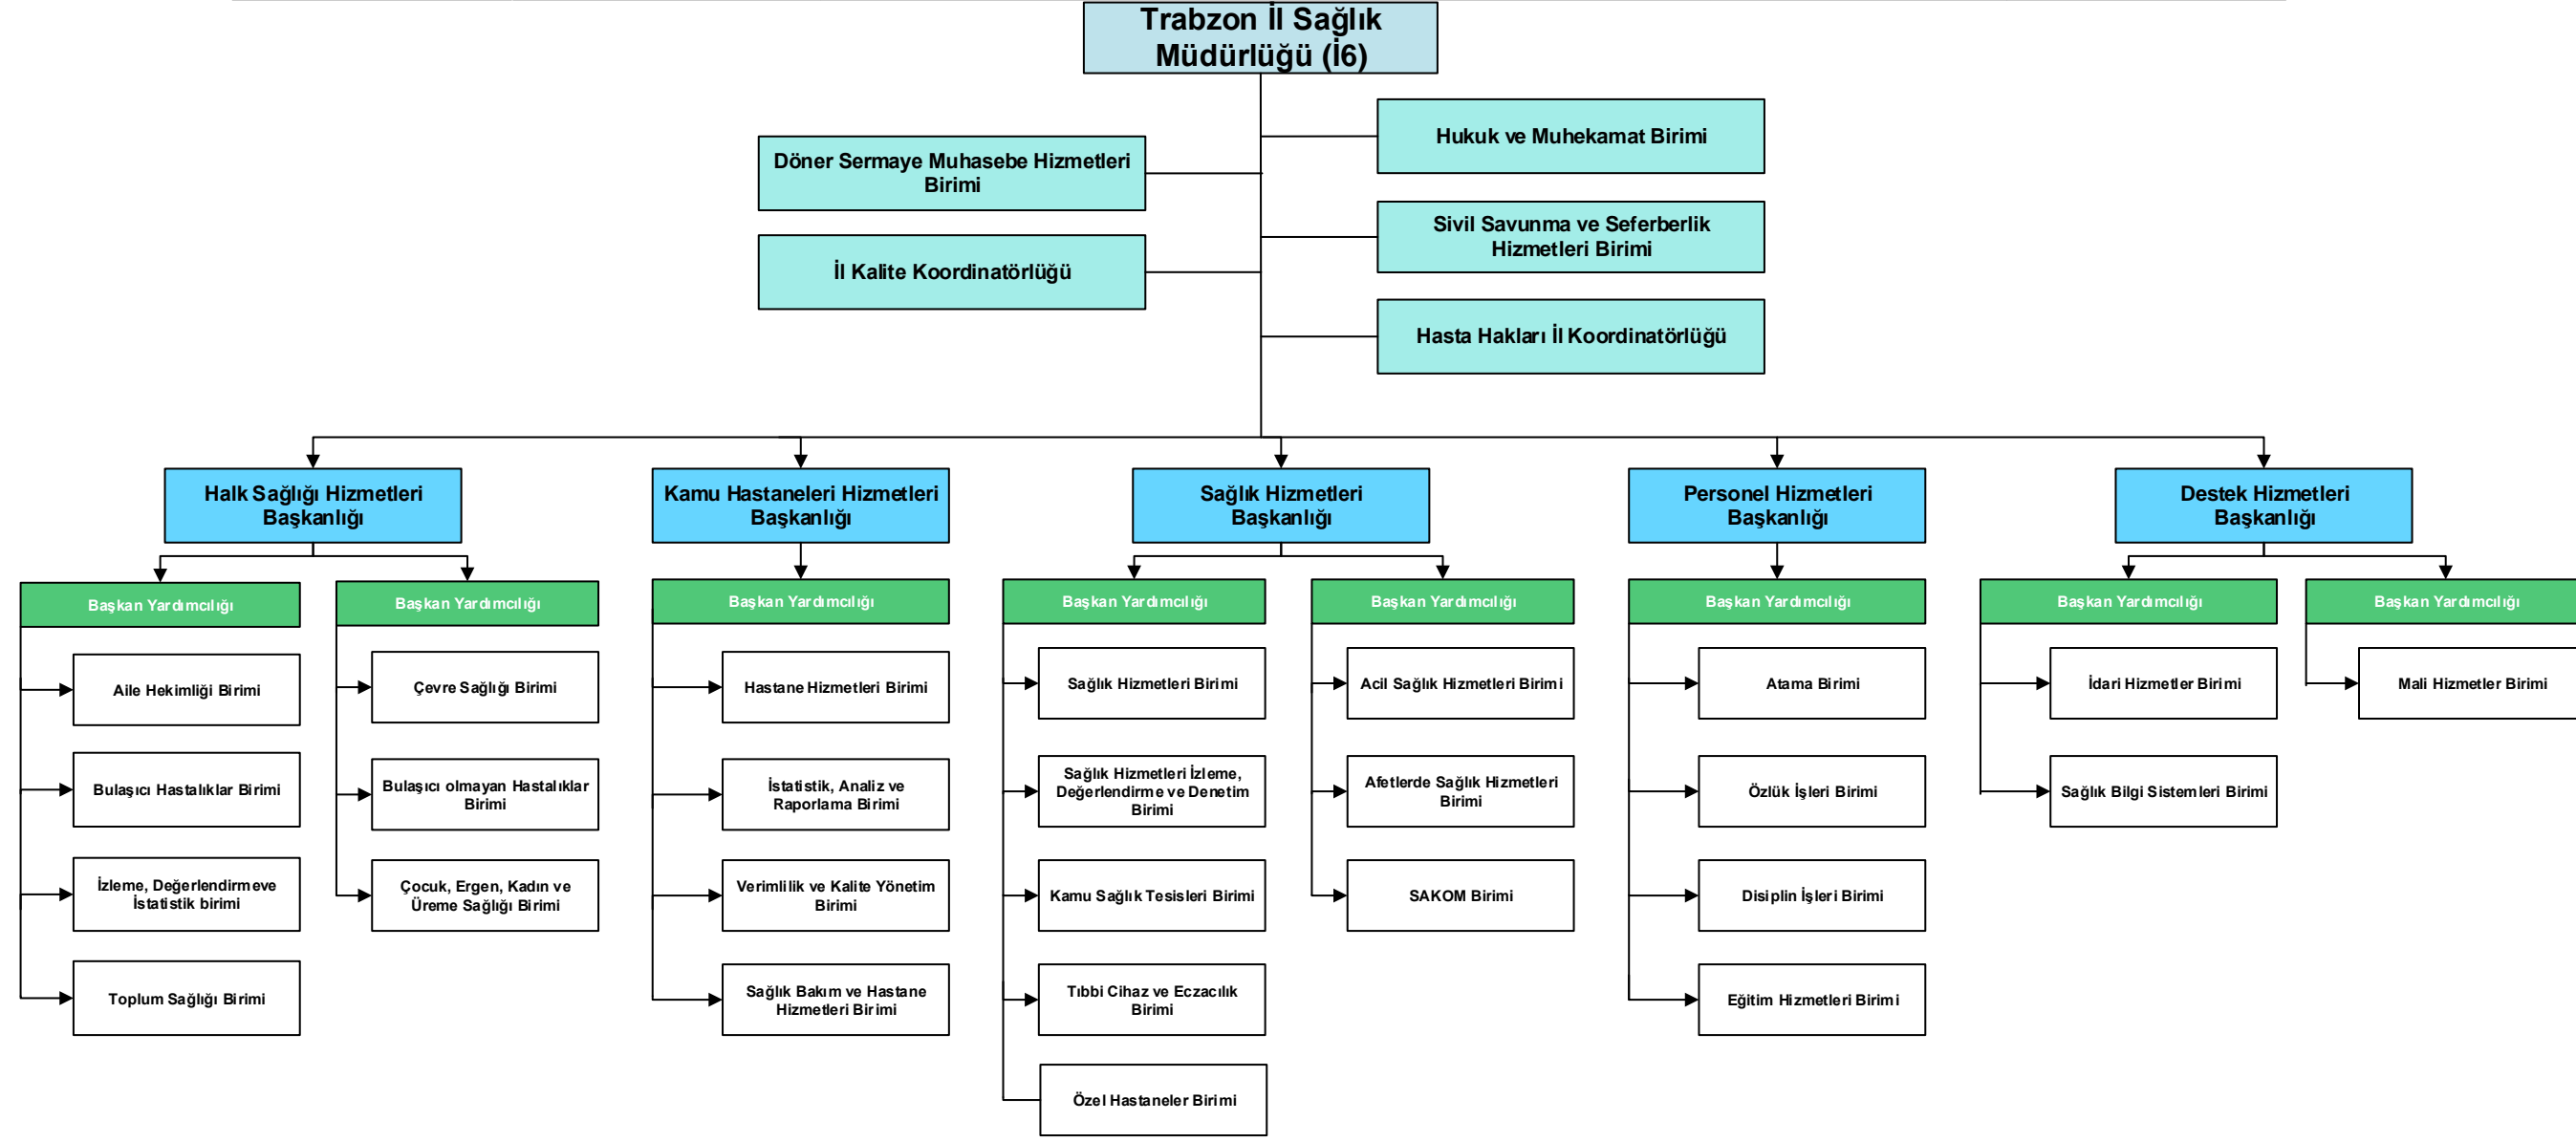 Trabzon İl Sağlık
Müdürlüğü (İ6)
Hukuk ve Muhekamat Birimi
Döner Sermaye Muhasebe Hizmetleri
Birimi
Sivil Savunma ve Seferberlik
Hizmetleri Birimi
İl Kalite Koordinatörlüğü
Hasta Hakları İl Koordinatörlüğü
Halk Sağlığı Hizmetleri
Başkanlığı
Kamu Hastaneleri Hizmetleri
Başkanlığı
Sağlık Hizmetleri
Başkanlığı
Personel Hizmetleri
Başkanlığı
Destek Hizmetleri
Başkanlığı
Başkan Yardımcılığı
Aile Hekimliği Birimi
Bulaşıcı Hastalıklar Birimi
İzleme, Değerlendirmeve
İstatistik birimi
Toplum Sağlığı Birimi
Başkan Yardımcılığı
Çevre Sağlığı Birimi
Bulaşıcı olmayan Hastalıklar
Birimi
Çocuk, Ergen, Kadın ve
Üreme Sağlığı Birimi
Başkan Yardımcılığı
Hastane Hizmetleri Birimi
İstatistik, Analiz ve
Raporlama Birimi
Verimlilik ve Kalite Yönetim
Birimi
Sağlık Bakım ve Hastane
Hizmetleri Birimi
Başkan Yardımcılığı
Sağlık Hizmetleri Birimi
Sağlık Hizmetleri İzleme,
Değerlendirme ve Denetim
Birimi
Kamu Sağlık Tesisleri Birimi
Tıbbi Cihaz ve Eczacılık
Birimi
Özel Hastaneler Birimi
Başkan Yardımcılığı
Acil Sağlık Hizmetleri Birimi
Afetlerde Sağlık Hizmetleri
Birimi
SAKOM Birimi
Başkan Yardımcılığı
Atama Birimi
Özlük İşleri Birimi
Disiplin İşleri Birimi
Eğitim Hizmetleri Birimi
Başkan Yardımcılığı
İdari Hizmetler Birimi
Sağlık Bilgi Sistemleri Birimi
Başkan Yardımcılığı
Mali Hizmetler Birimi